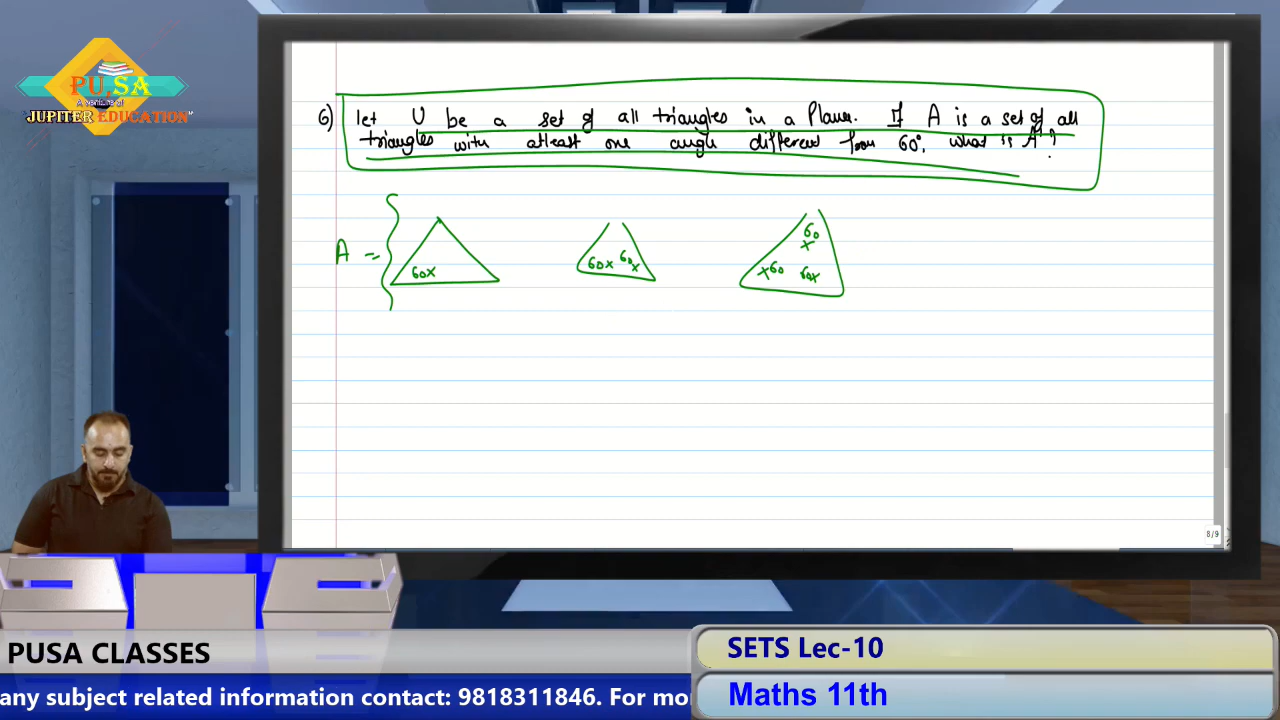 PU,SA
A venture of
JUPITER EDUCATION"
6) let U be a set of all triangles in a Plane. If A is a set of all
triangles with atleast one angle different from 60°, what is A'?
A = {
60x
60x 60x
60x
x60 60x
8/9
PUSA CLASSES
SETS Lec-10
any subject related information contact: 9818311846. For mo
Maths 11th